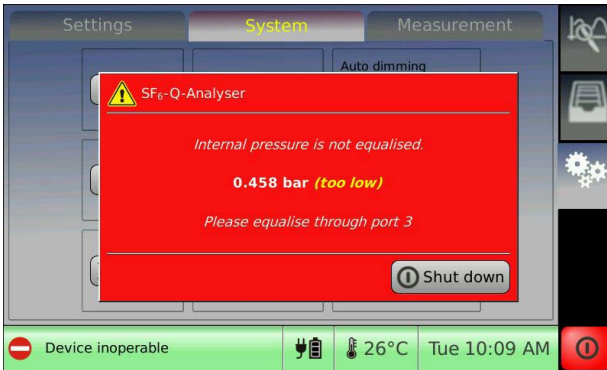 Settings
System
Measurement
Auto dimming
SF₆-Q-Analyser
Internal pressure is not equalised.
0.458 bar (too low)
Please equalise through port 3
Shut down
Device inoperable
26°C
Tue 10:09 AM